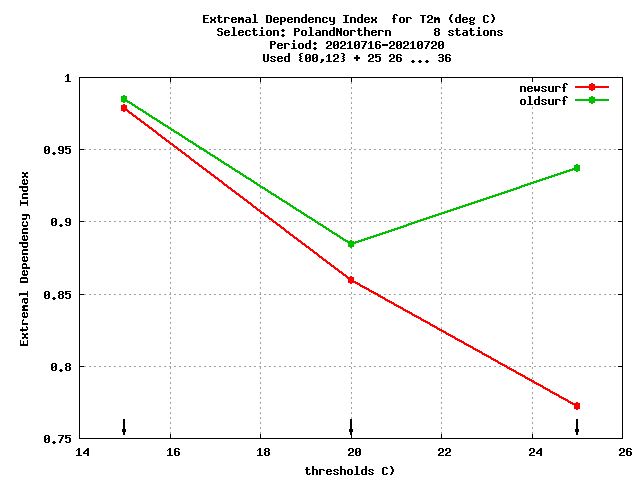 Extremal Dependency Index  for T2m (deg C)
Selection: PolandNorthern      8 stations
Period: 20210716-20210720
Used {00,12} + 25 26 ... 36
newsurf
oldsurf
1
0.95
0.9
0.85
0.8
0.75
Extremal Dependency Index
14 16 18 20 22 24 26
thresholds C)